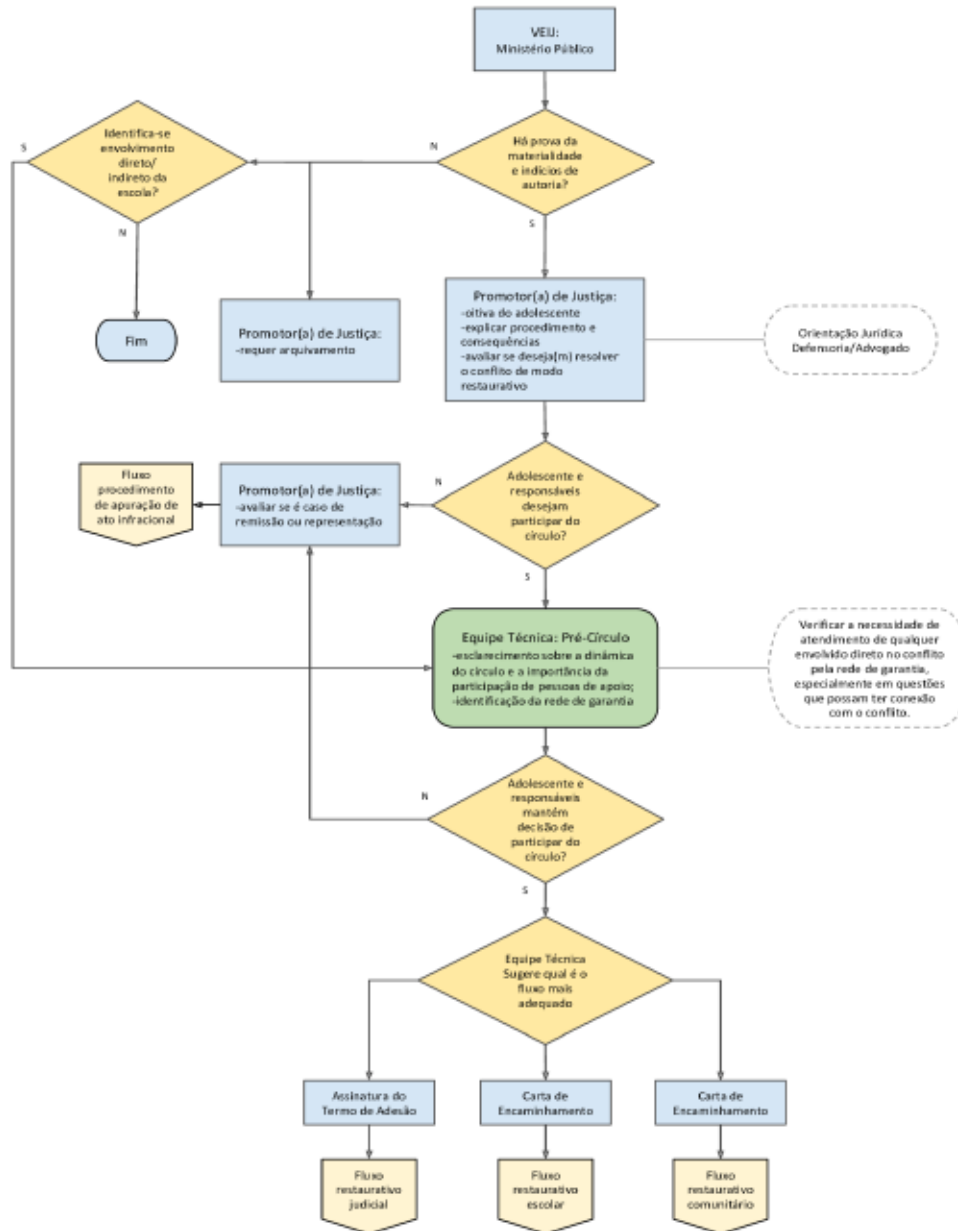 VEIJ:
Ministério Público
Há prova da
materialidade
e indícios de
autoria?
N
S
Identifica-se
envolvimento
direto/
indireto da
escola?
S
N
Fim
Promotor(a) de Justiça:
-requer arquivamento
Promotor(a) de Justiça:
-oitiva do adolescente
-explicar procedimento e
consequências
-avaliar se deseja(m) resolver
o conflito de modo
restaurativo
Orientação Jurídica
Defensoria/Advogado
Adolescente e
responsáveis
desejam
participar do
círculo?
N
S
Promotor(a) de Justiça:
-avaliar se é caso de
remissão ou representação
Fluxo
procedimento
de apuração de
ato infracional
Equipe Técnica: Pré-Círculo
-esclarecimento sobre a dinâmica
do círculo e a importância da
participação de pessoas de apoio;
-identificação da rede de garantia
Verificar a necessidade de
atendimento de qualquer
envolvido direto no conflito
pela rede de garantia,
especialmente em questões
que possam ter conexão
com o conflito.
Adolescente e
responsáveis
mantém
decisão de
participar do
círculo?
N
S
Equipe Técnica
Sugere qual é o
fluxo mais
adequado
Assinatura do
Termo de Adesão
Carta de
Encaminhamento
Carta de
Encaminhamento
Fluxo
restaurativo
judicial
Fluxo
restaurativo
escolar
Fluxo
restaurativo
comunitário